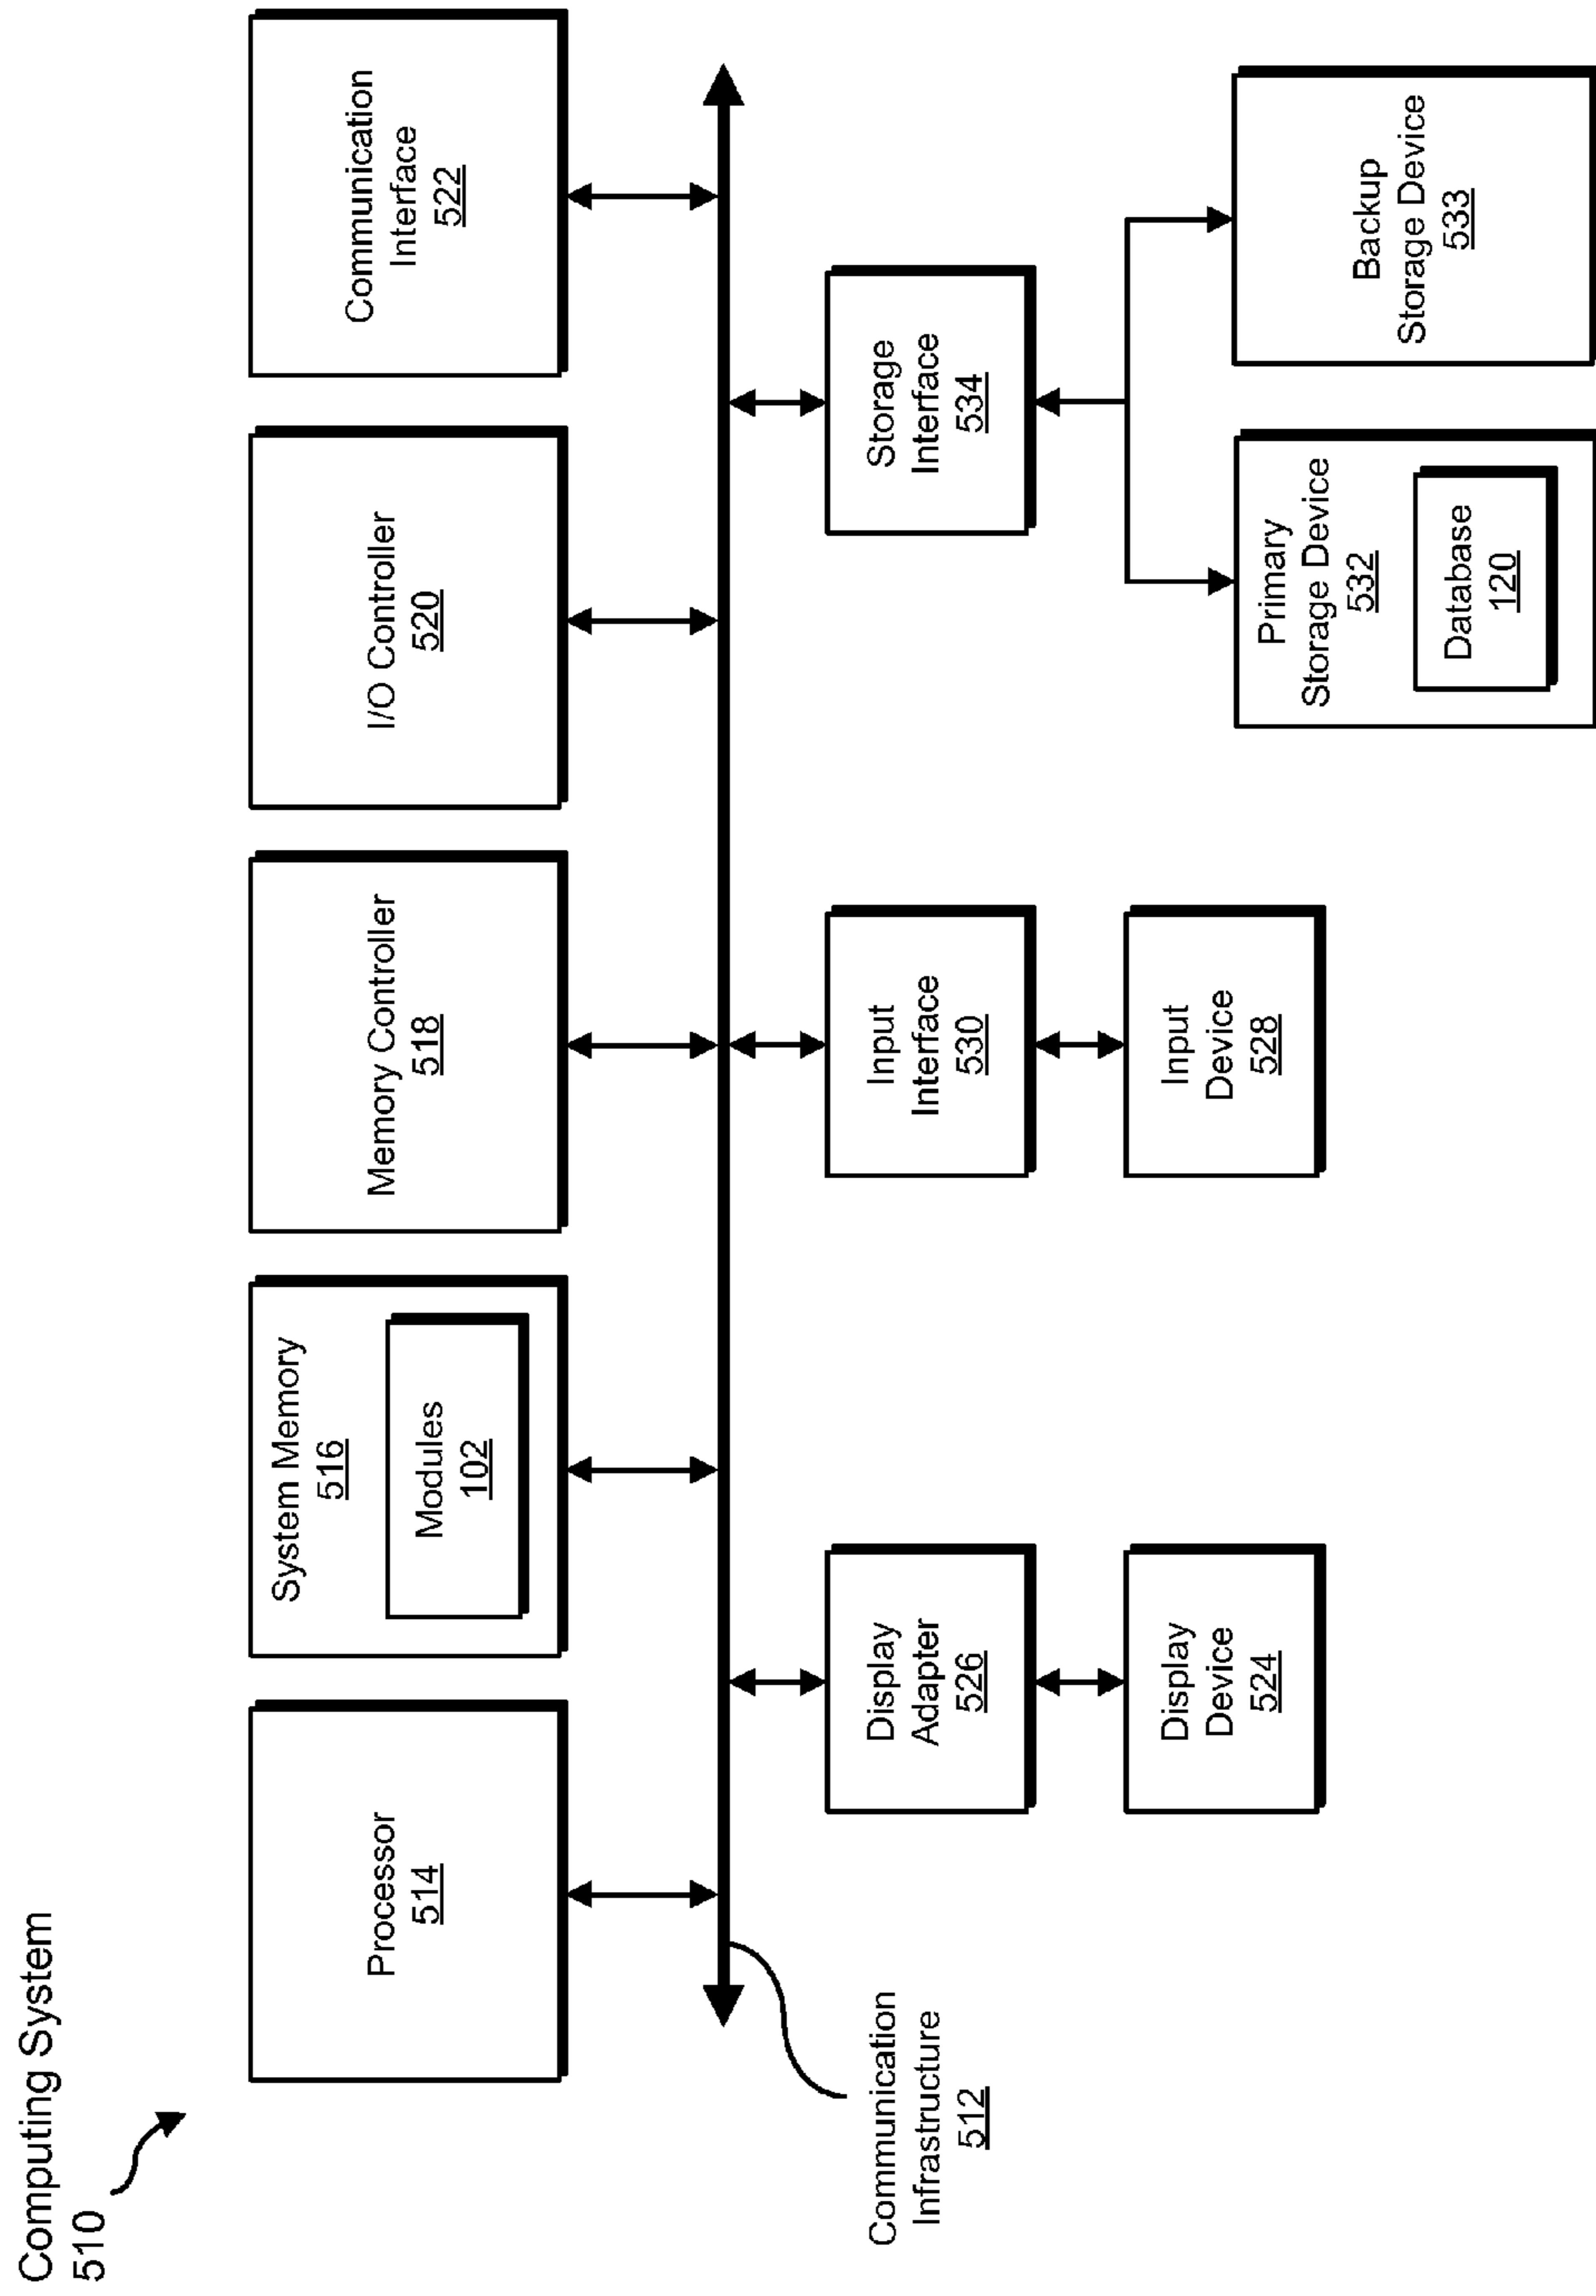 Computing System
510
Processor
514
System Memory
516
Modules
102
Memory Controller
518
I/O Controller
520
Communication
Interface
522
Communication
Infrastructure
512
Display
Adapter
526
Input
Interface
530
Storage
Interface
534
Display
Device
524
Input
Device
528
Primary
Storage Device
532
Database
120
Backup
Storage Device
533